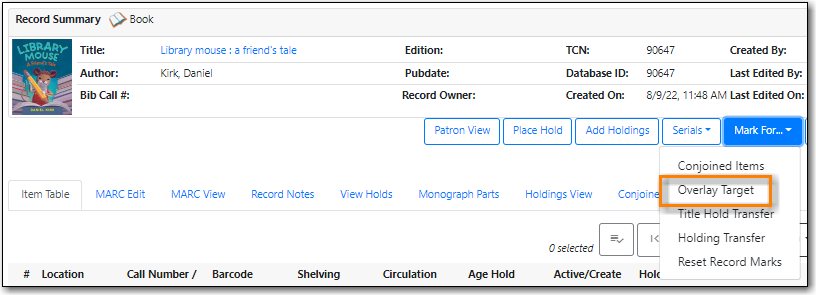 Record Summary Book
Title: Library mouse : a friend's tale Edition: TCN: 90647 Created By:
Author: Kirk, Daniel Pubdate: Database ID: 90647 Last Edited By:
Bib Call #: Record Owner: Created On: 8/9/22, 11:48 AM Last Edited On:
LIBRARY
MOUSE
A Friend's Tale
DANIEL KIRK
Patron View Place Hold Add Holdings Serials Mark For...
Conjoined Items
Overlay Target
Title Hold Transfer
Holding Transfer
Reset Record Marks
Item Table MARC Edit MARC View Record Notes View Holds Monograph Parts Holdings View Conjoine
0 selected
# Location Call Number / Barcode Shelving Circulation Age Hold Active/Create Hol